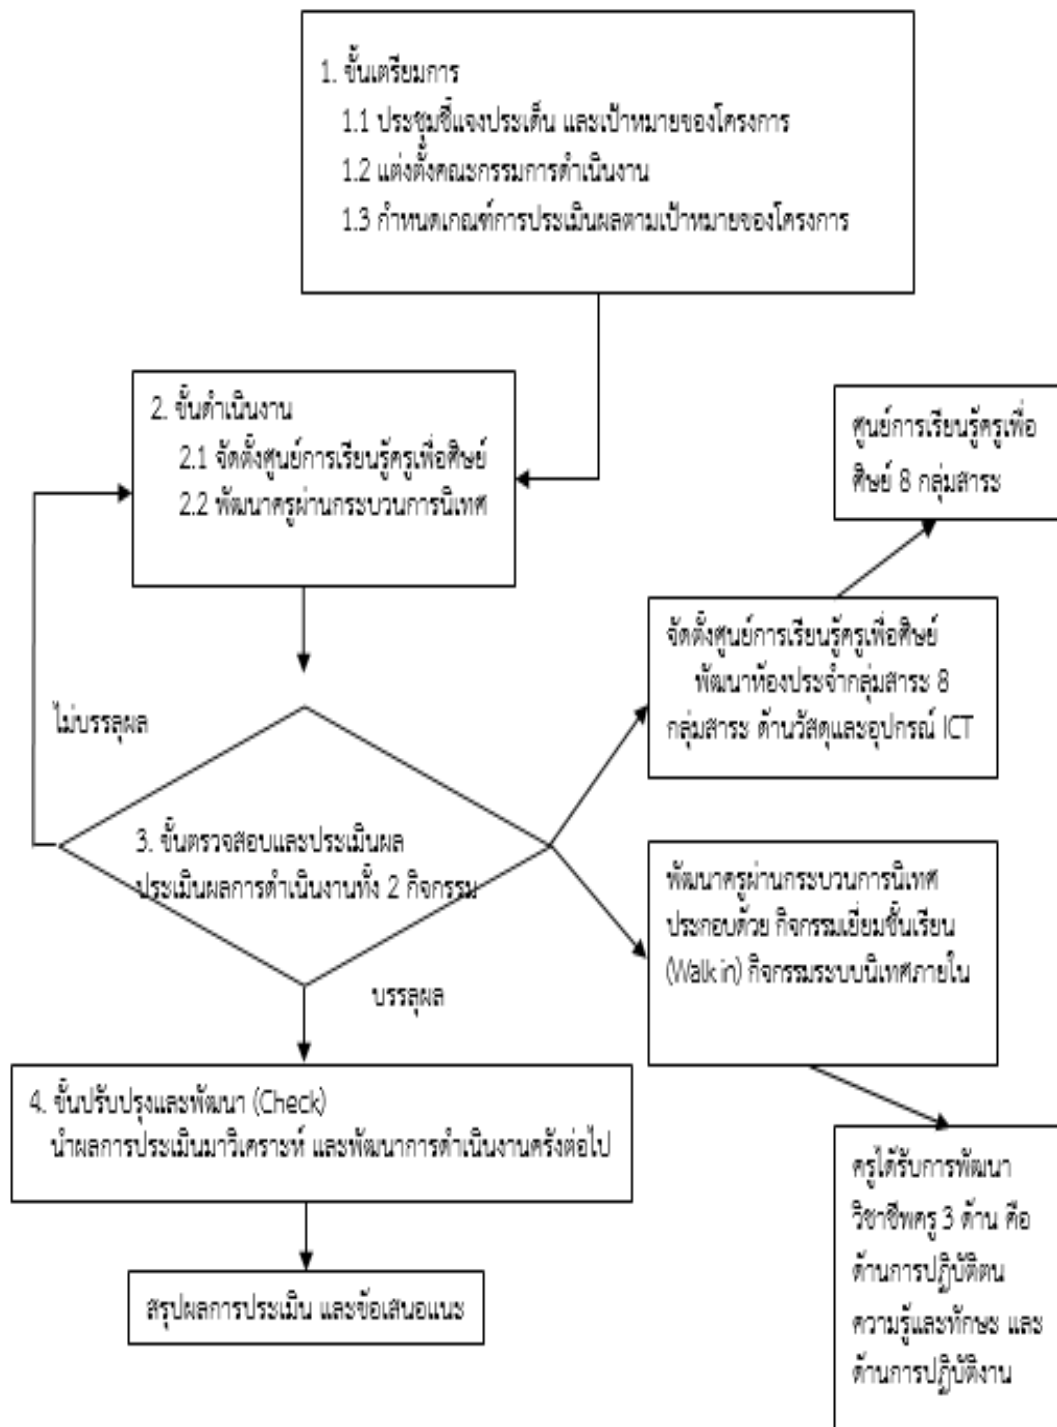 1. ขั้นเตรียมการ
1.1 ประชุมชี้แจงประเด็น และเป้าหมายของโครงการ
1.2 แต่งตั้งคณะกรรมการดำเนินงาน
1.3 กำหนดเกณฑ์การประเมินผลตามเป้าหมายของโครงการ
2. ขั้นดำเนินงาน
2.1 จัดตั้งศูนย์การเรียนรู้ครูเพื่อศิษย์
2.2 พัฒนาครูผ่านกระบวนการนิเทศ
ศูนย์การเรียนรู้ครูเพื่อ
ศิษย์ 8 กลุ่มสาระ
จัดตั้งศูนย์การเรียนรู้ครูเพื่อศิษย์
พัฒนาห้องประจำกลุ่มสาระ 8
กลุ่มสาระ ด้านวัสดุและอุปกรณ์ ICT
ไม่บรรลุผล
3. ขั้นตรวจสอบและประเมินผล
ประเมินผลการดำเนินงานทั้ง 2 กิจกรรม
พัฒนาครูผ่านกระบวนการนิเทศ
ประกอบด้วย กิจกรรมเยี่ยมชั้นเรียน
(Walk in) กิจกรรมระบบนิเทศภายใน
บรรลุผล
4. ขั้นปรับปรุงและพัฒนา (Check)
นำผลการประเมินมาวิเคราะห์ และพัฒนาการดำเนินงานครั้งต่อไป
ครูได้รับการพัฒนา
วิชาชีพครู 3 ด้าน คือ
ด้านการปฏิบัติตน
ความรู้และทักษะ และ
ด้านการปฏิบัติงาน
สรุปผลการประเมิน และข้อเสนอแนะ